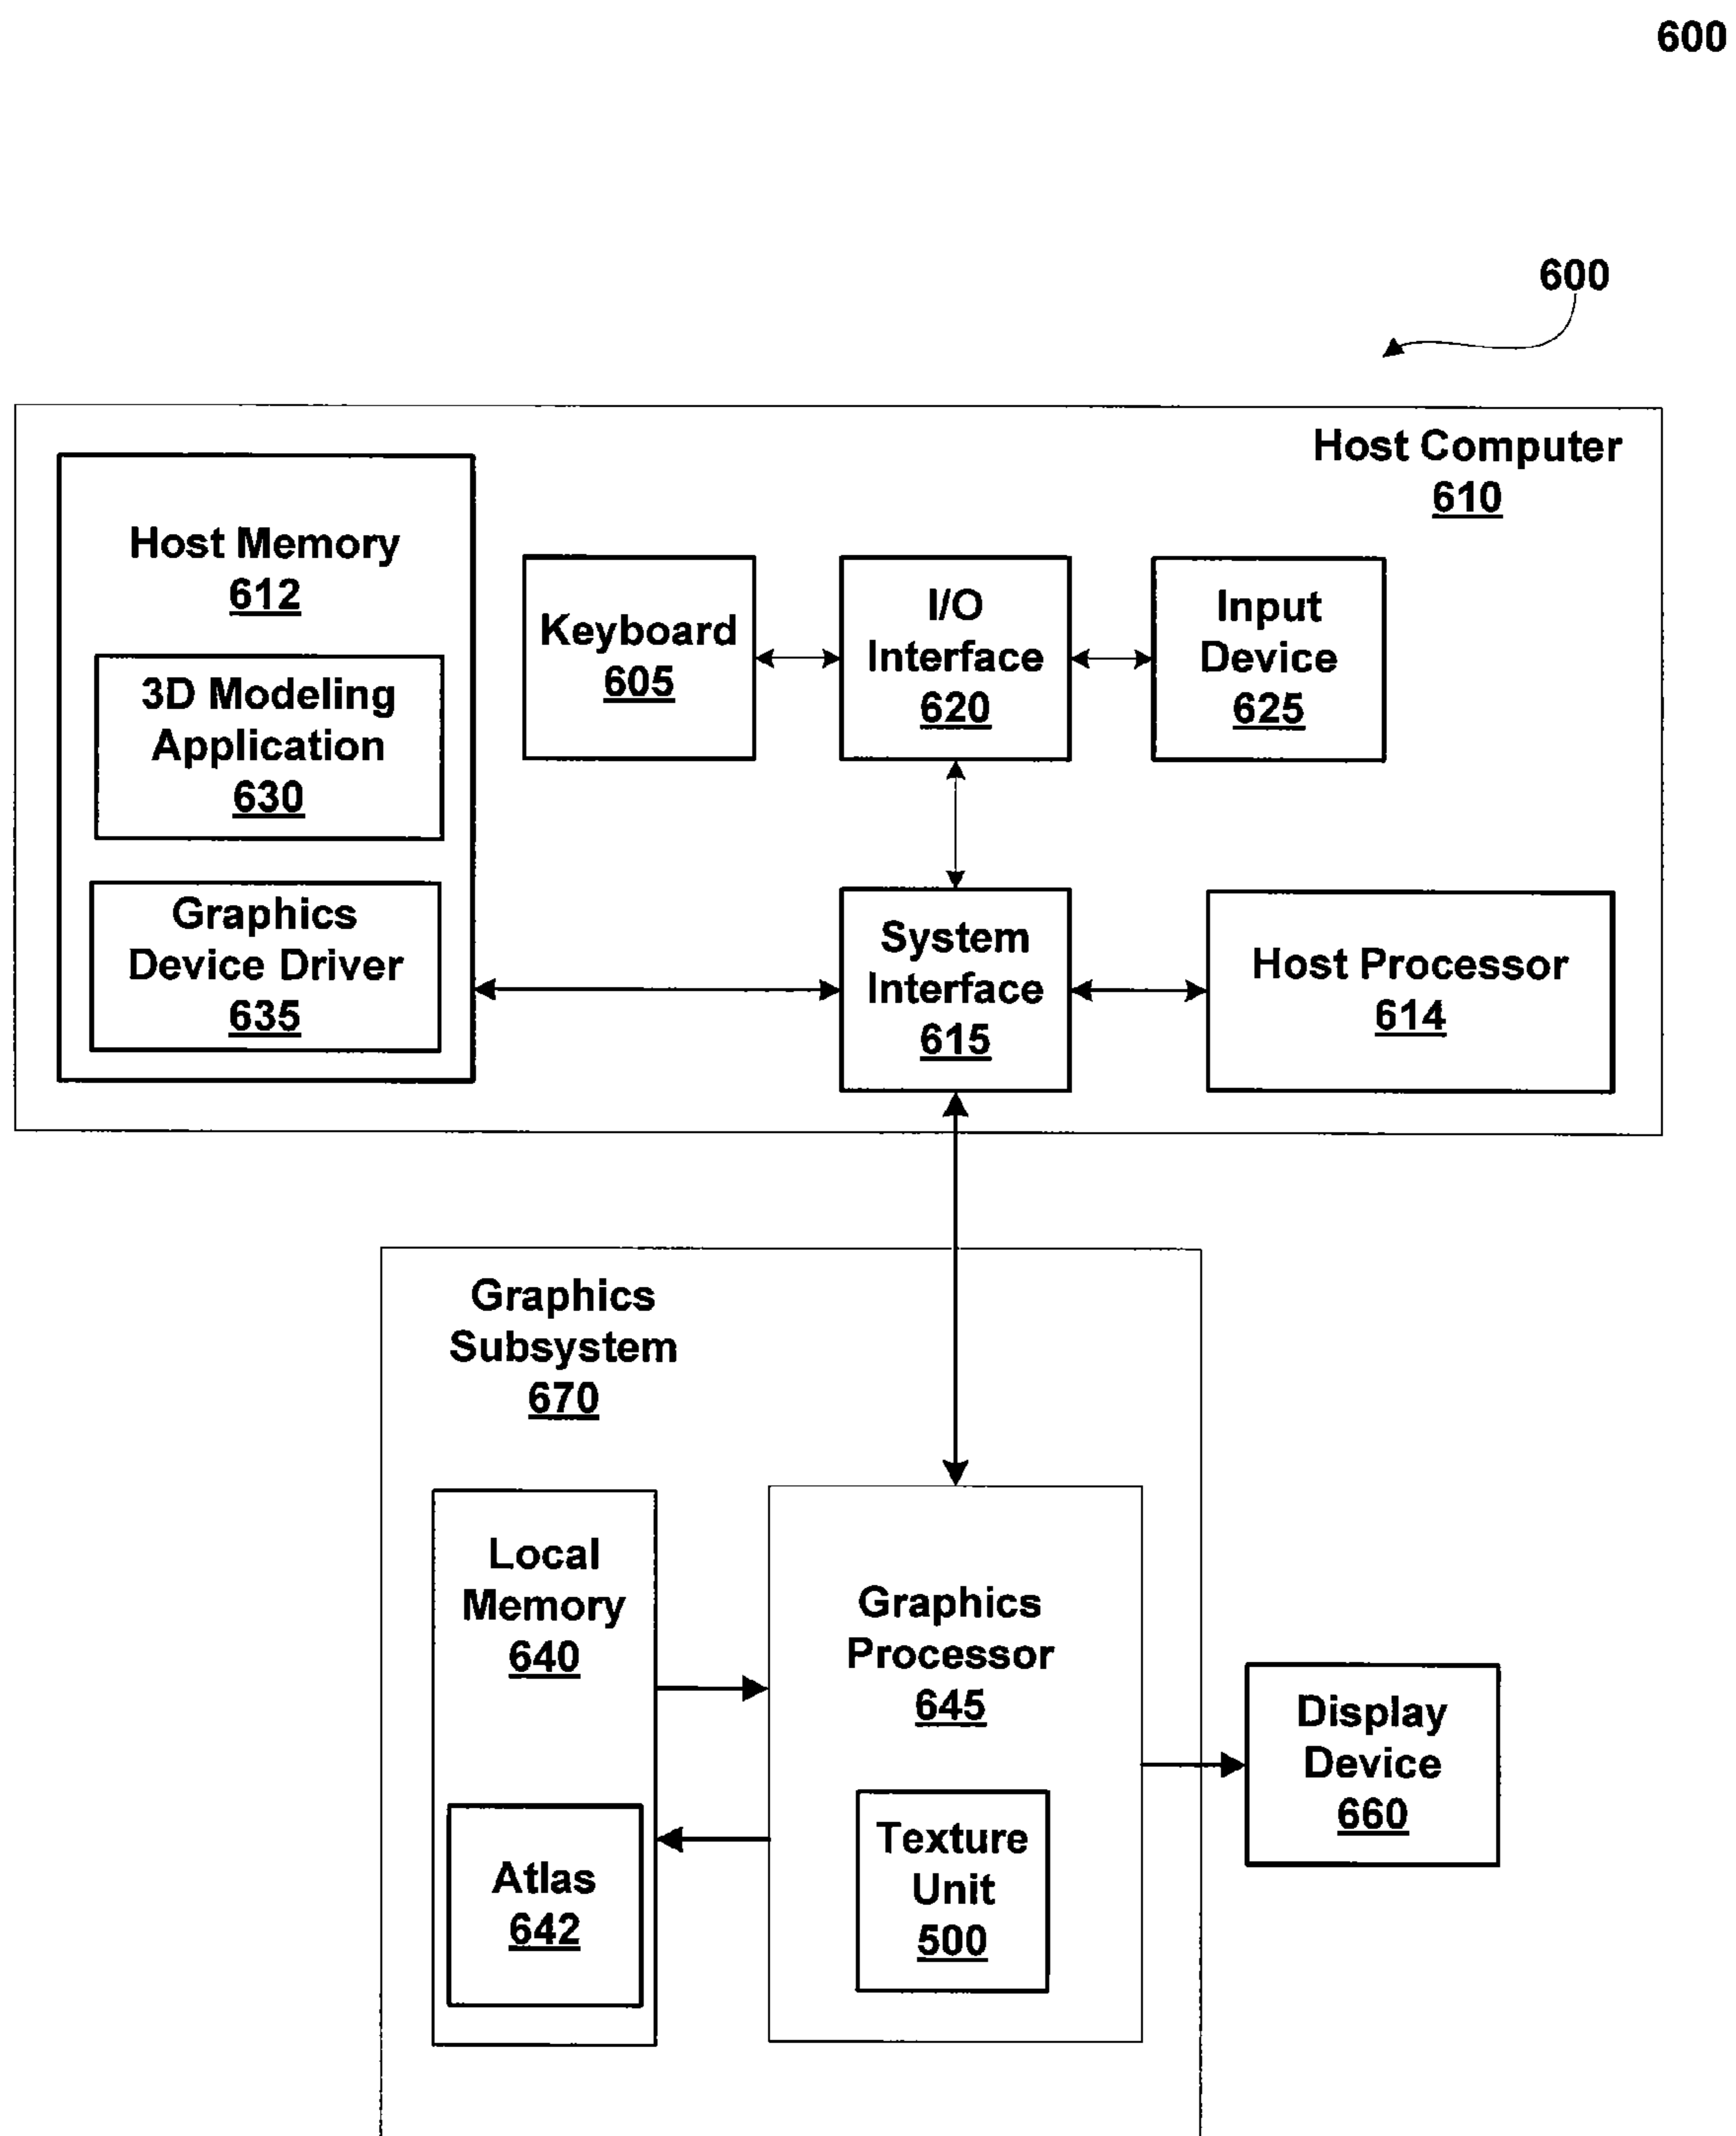 600
600
Host Computer
610
Host Memory
612
3D Modeling
Application
630
Graphics
Device Driver
635
Keyboard
605
I/O
Interface
620
Input
Device
625
System
Interface
615
Host Processor
614
Graphics
Subsystem
670
Local
Memory
640
Atlas
642
Graphics
Processor
645
Texture
Unit
500
Display
Device
660